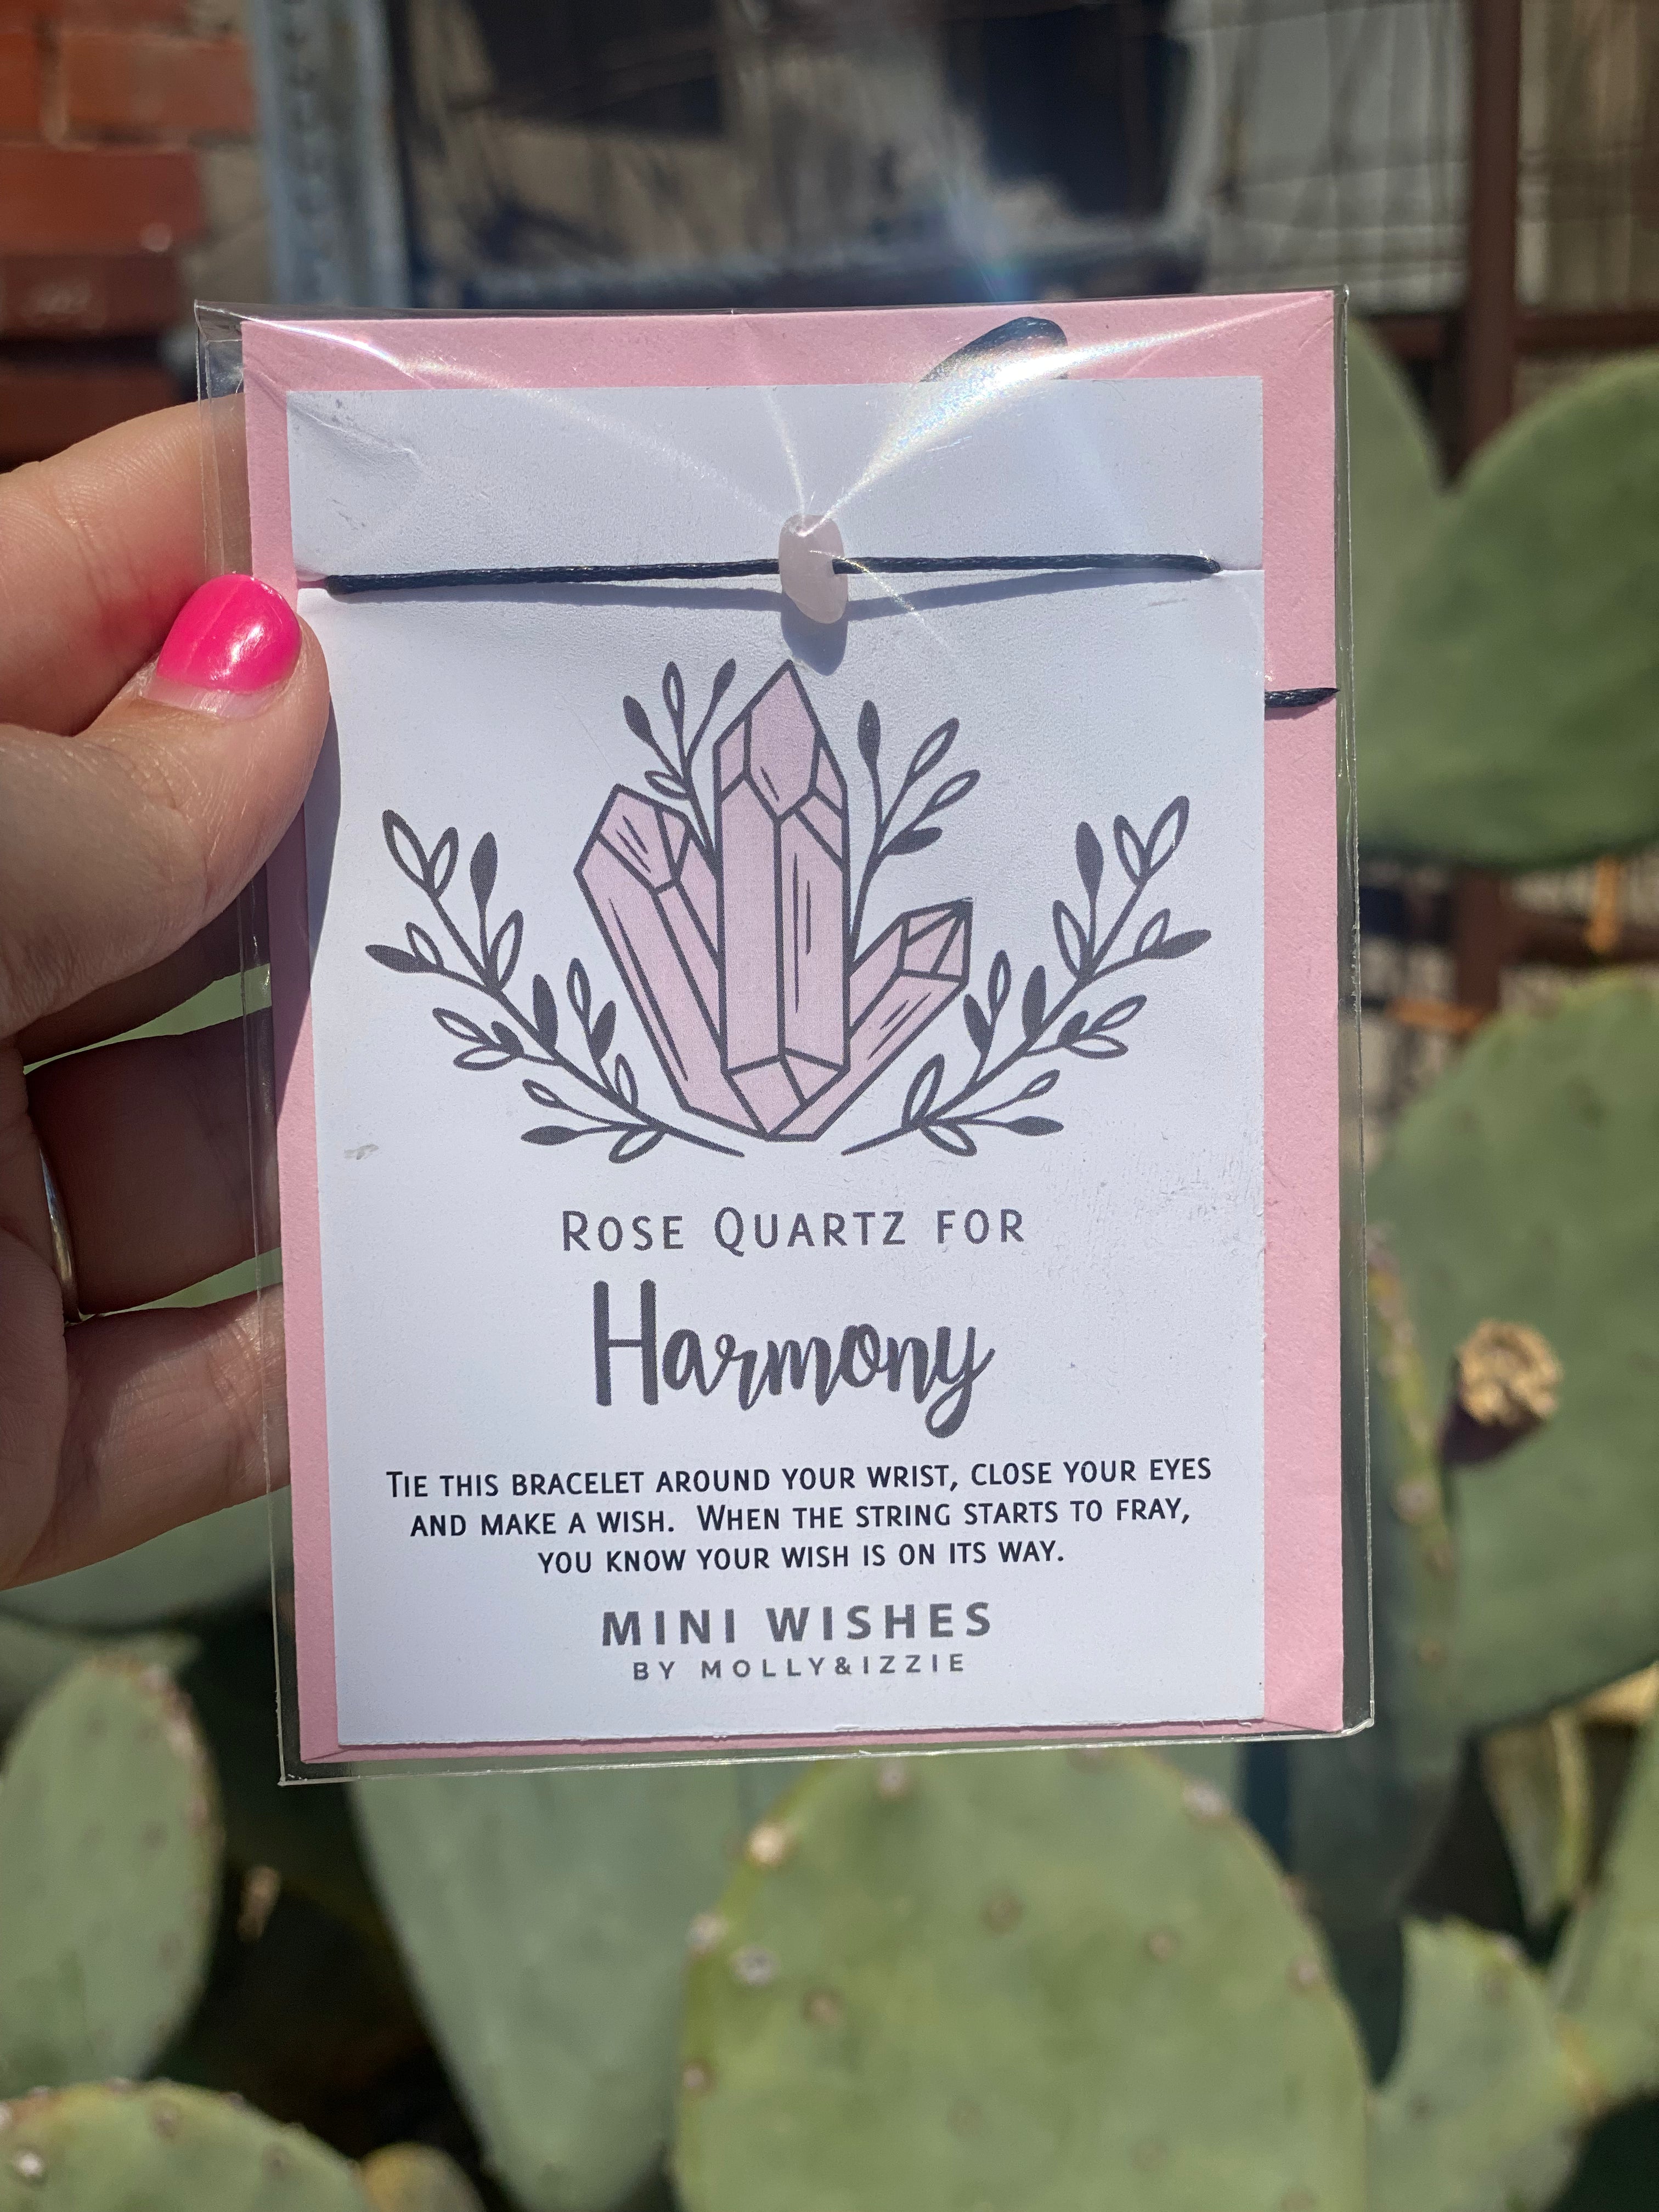 Rose Quartz for
Harmony
Tie this bracelet around your wrist, close your eyes
and make a wish. When the string starts to fray,
you know your wish is on its way.
MINI WISHES
BY MOLLY&IZZIE